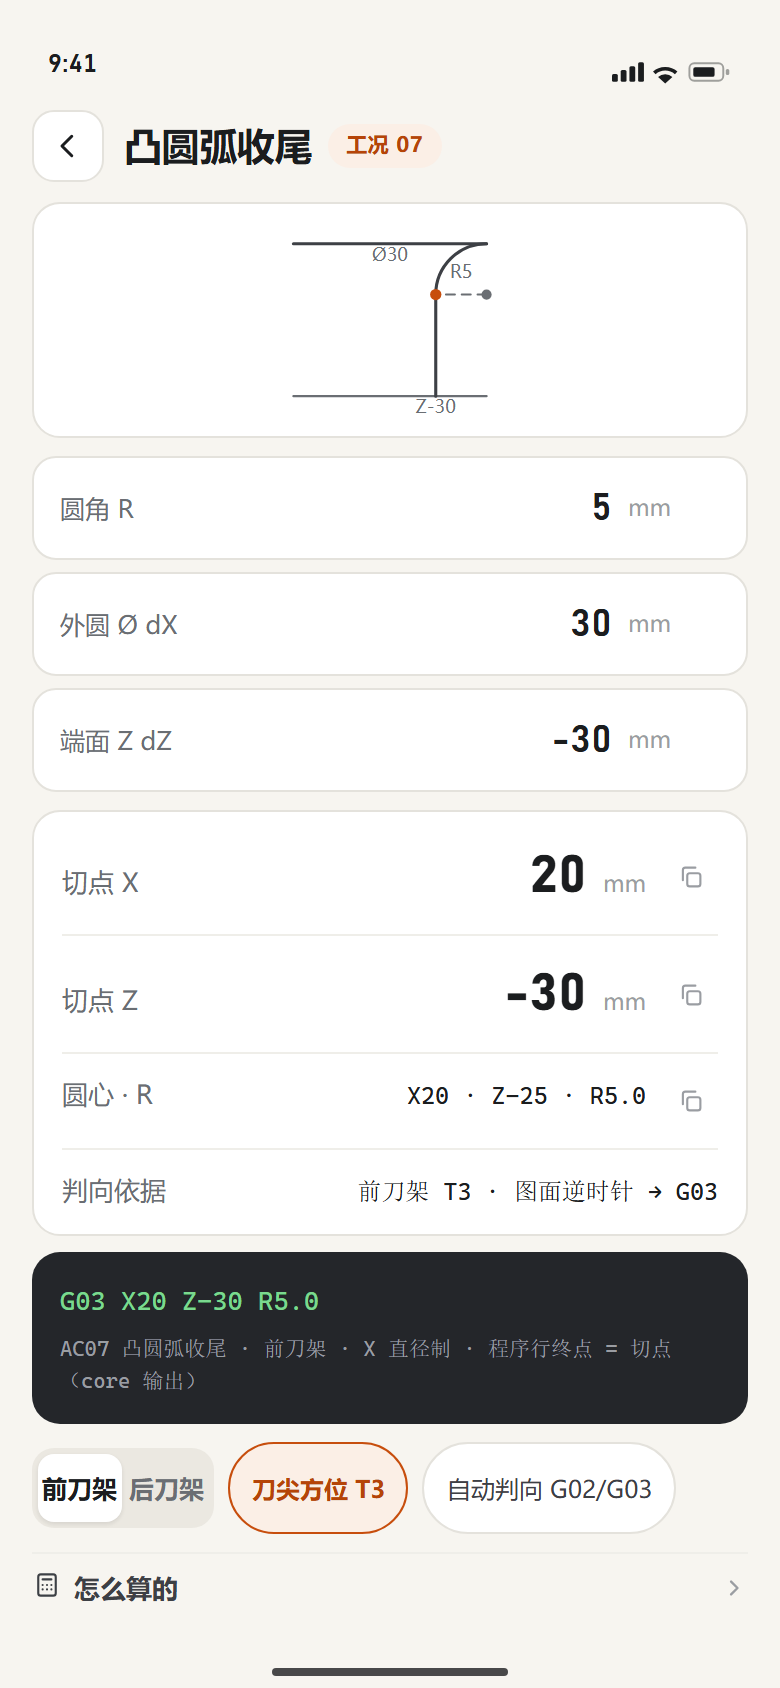 9:41
凸圆弧收尾 工况 07
Ø30
R5
Z-30
圆角 R 5 mm
外圆 Ø dX 30 mm
端面 Z dZ -30 mm
切点 X 20 mm
切点 Z -30 mm
圆心 · R X20 · Z-25 · R5.0
判向依据 前刀架 T3 · 图面逆时针 → G03
G03 X20 Z-30 R5.0
AC07 凸圆弧收尾 · 前刀架 · X 直径制 · 程序行终点 = 切点
（core 输出）
前刀架 后刀架 刀尖方位 T3 自动判向 G02/G03
怎么算的